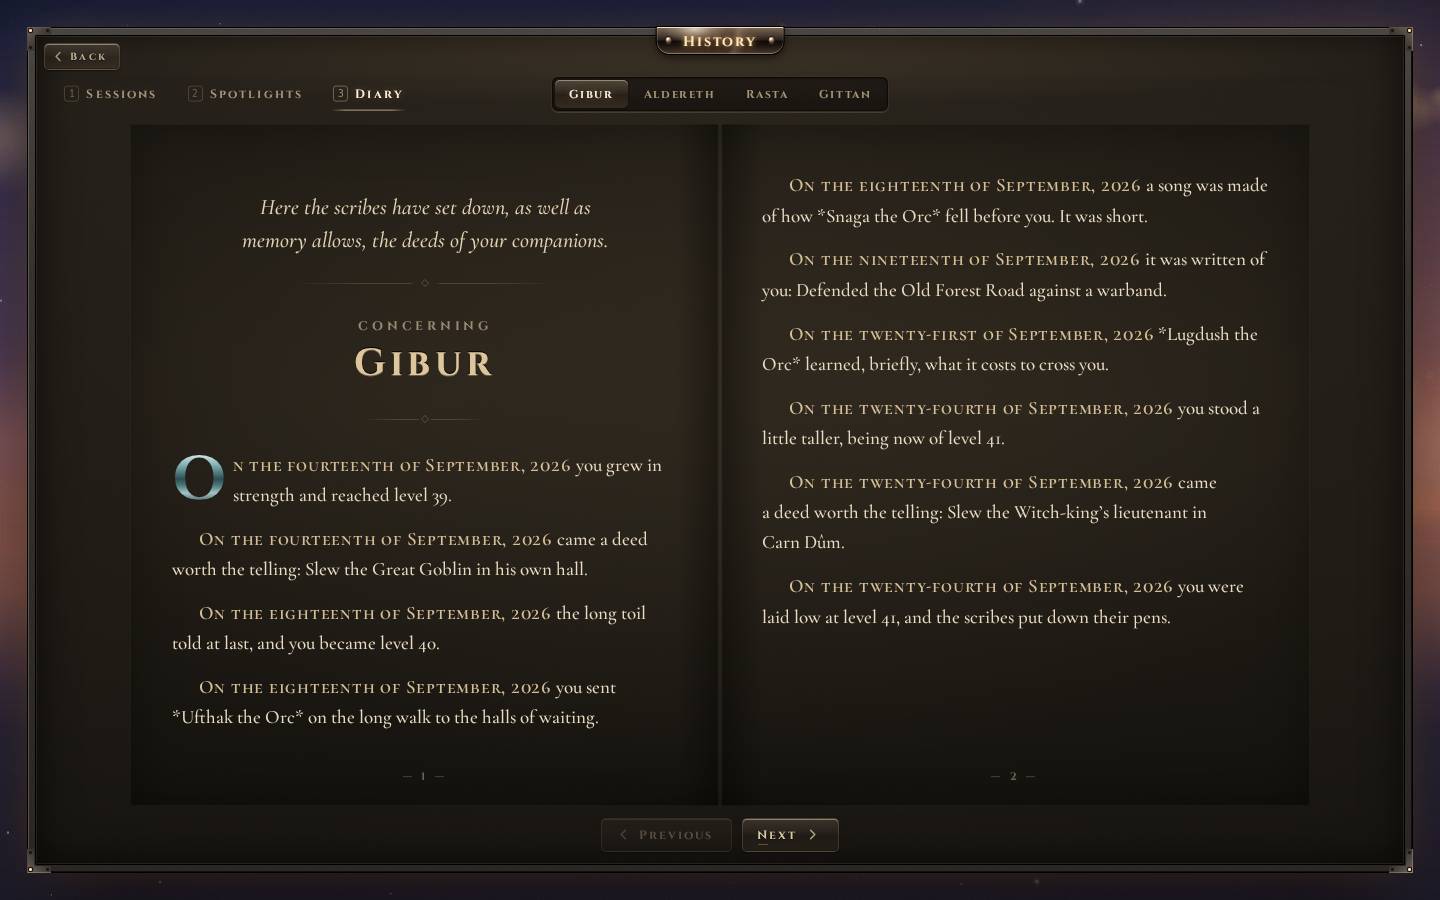 History
Back
1 Sessions 2 Spotlights 3 Diary
Gibur Aldereth Rasta Gittan
Here the scribes have set down, as well as
memory allows, the deeds of your companions.
Concerning
Gibur
On the fourteenth of September, 2026 you grew in
strength and reached level 39.
On the fourteenth of September, 2026 came a deed
worth the telling: Slew the Great Goblin in his own hall.
On the eighteenth of September, 2026 the long toil
told at last, and you became level 40.
On the eighteenth of September, 2026 you sent
*Ufthak the Orc* on the long walk to the halls of waiting.
— 1 —
On the eighteenth of September, 2026 a song was made
of how *Snaga the Orc* fell before you. It was short.
On the nineteenth of September, 2026 it was written of
you: Defended the Old Forest Road against a warband.
On the twenty-first of September, 2026 *Lugdush the
Orc* learned, briefly, what it costs to cross you.
On the twenty-fourth of September, 2026 you stood a
little taller, being now of level 41.
On the twenty-fourth of September, 2026 came
a deed worth the telling: Slew the Witch-king’s lieutenant in
Carn Dûm.
On the twenty-fourth of September, 2026 you were
laid low at level 41, and the scribes put down their pens.
— 2 —
Previous Next